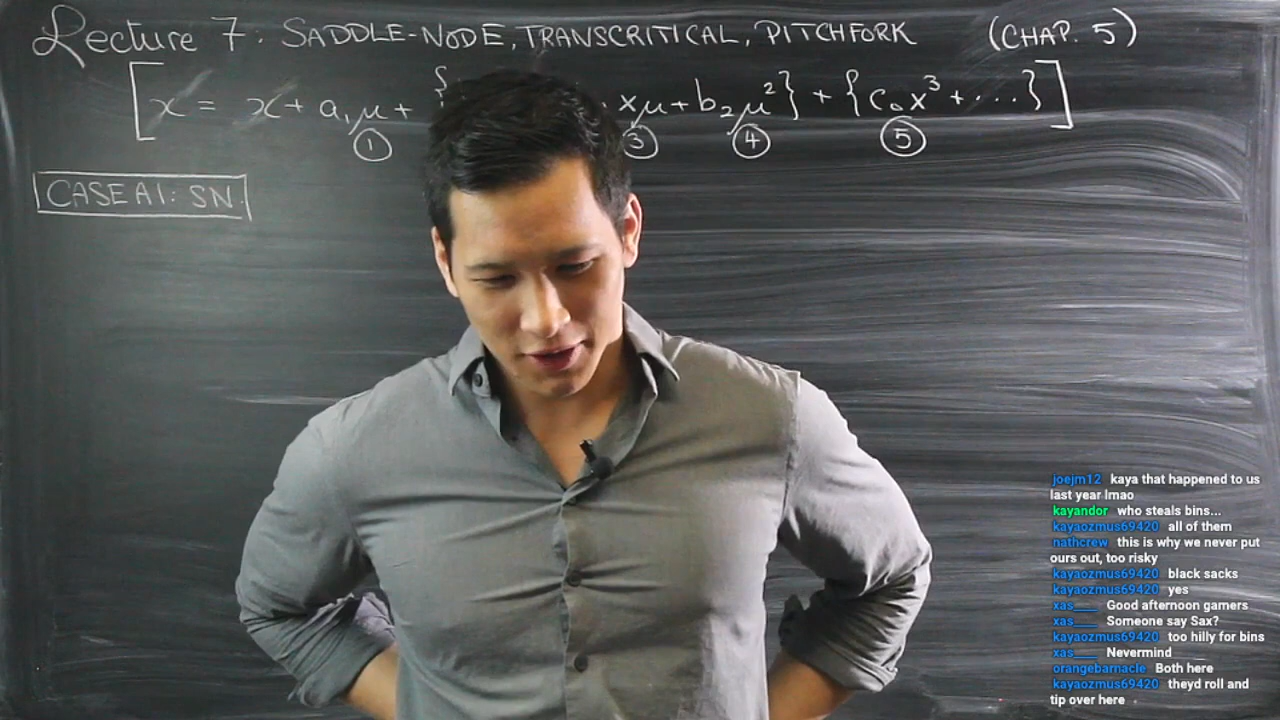 Lecture 7: SADDLE-NODE, TRANSCRITICAL, PITCHFORK (CHAP. 5)
[x = x + a₁μ + { xμ + b₂μ²} + {c₀x³ + ...}]
① ③ ④ ⑤
CASE A1: SN.
joejm12 kaya that happened to us
last year lmao
kayandor who steals bins...
kayaozmus69420 all of them
nathcrew this is why we never put
ours out, too risky
kayaozmus69420 black sacks
kayaozmus69420 yes
xas____ Good afternoon gamers
xas____ Someone say Sax?
kayaozmus69420 too hilly for bins
xas____ Nevermind
orangebarnacle Both here
kayaozmus69420 theyd roll and
tip over here